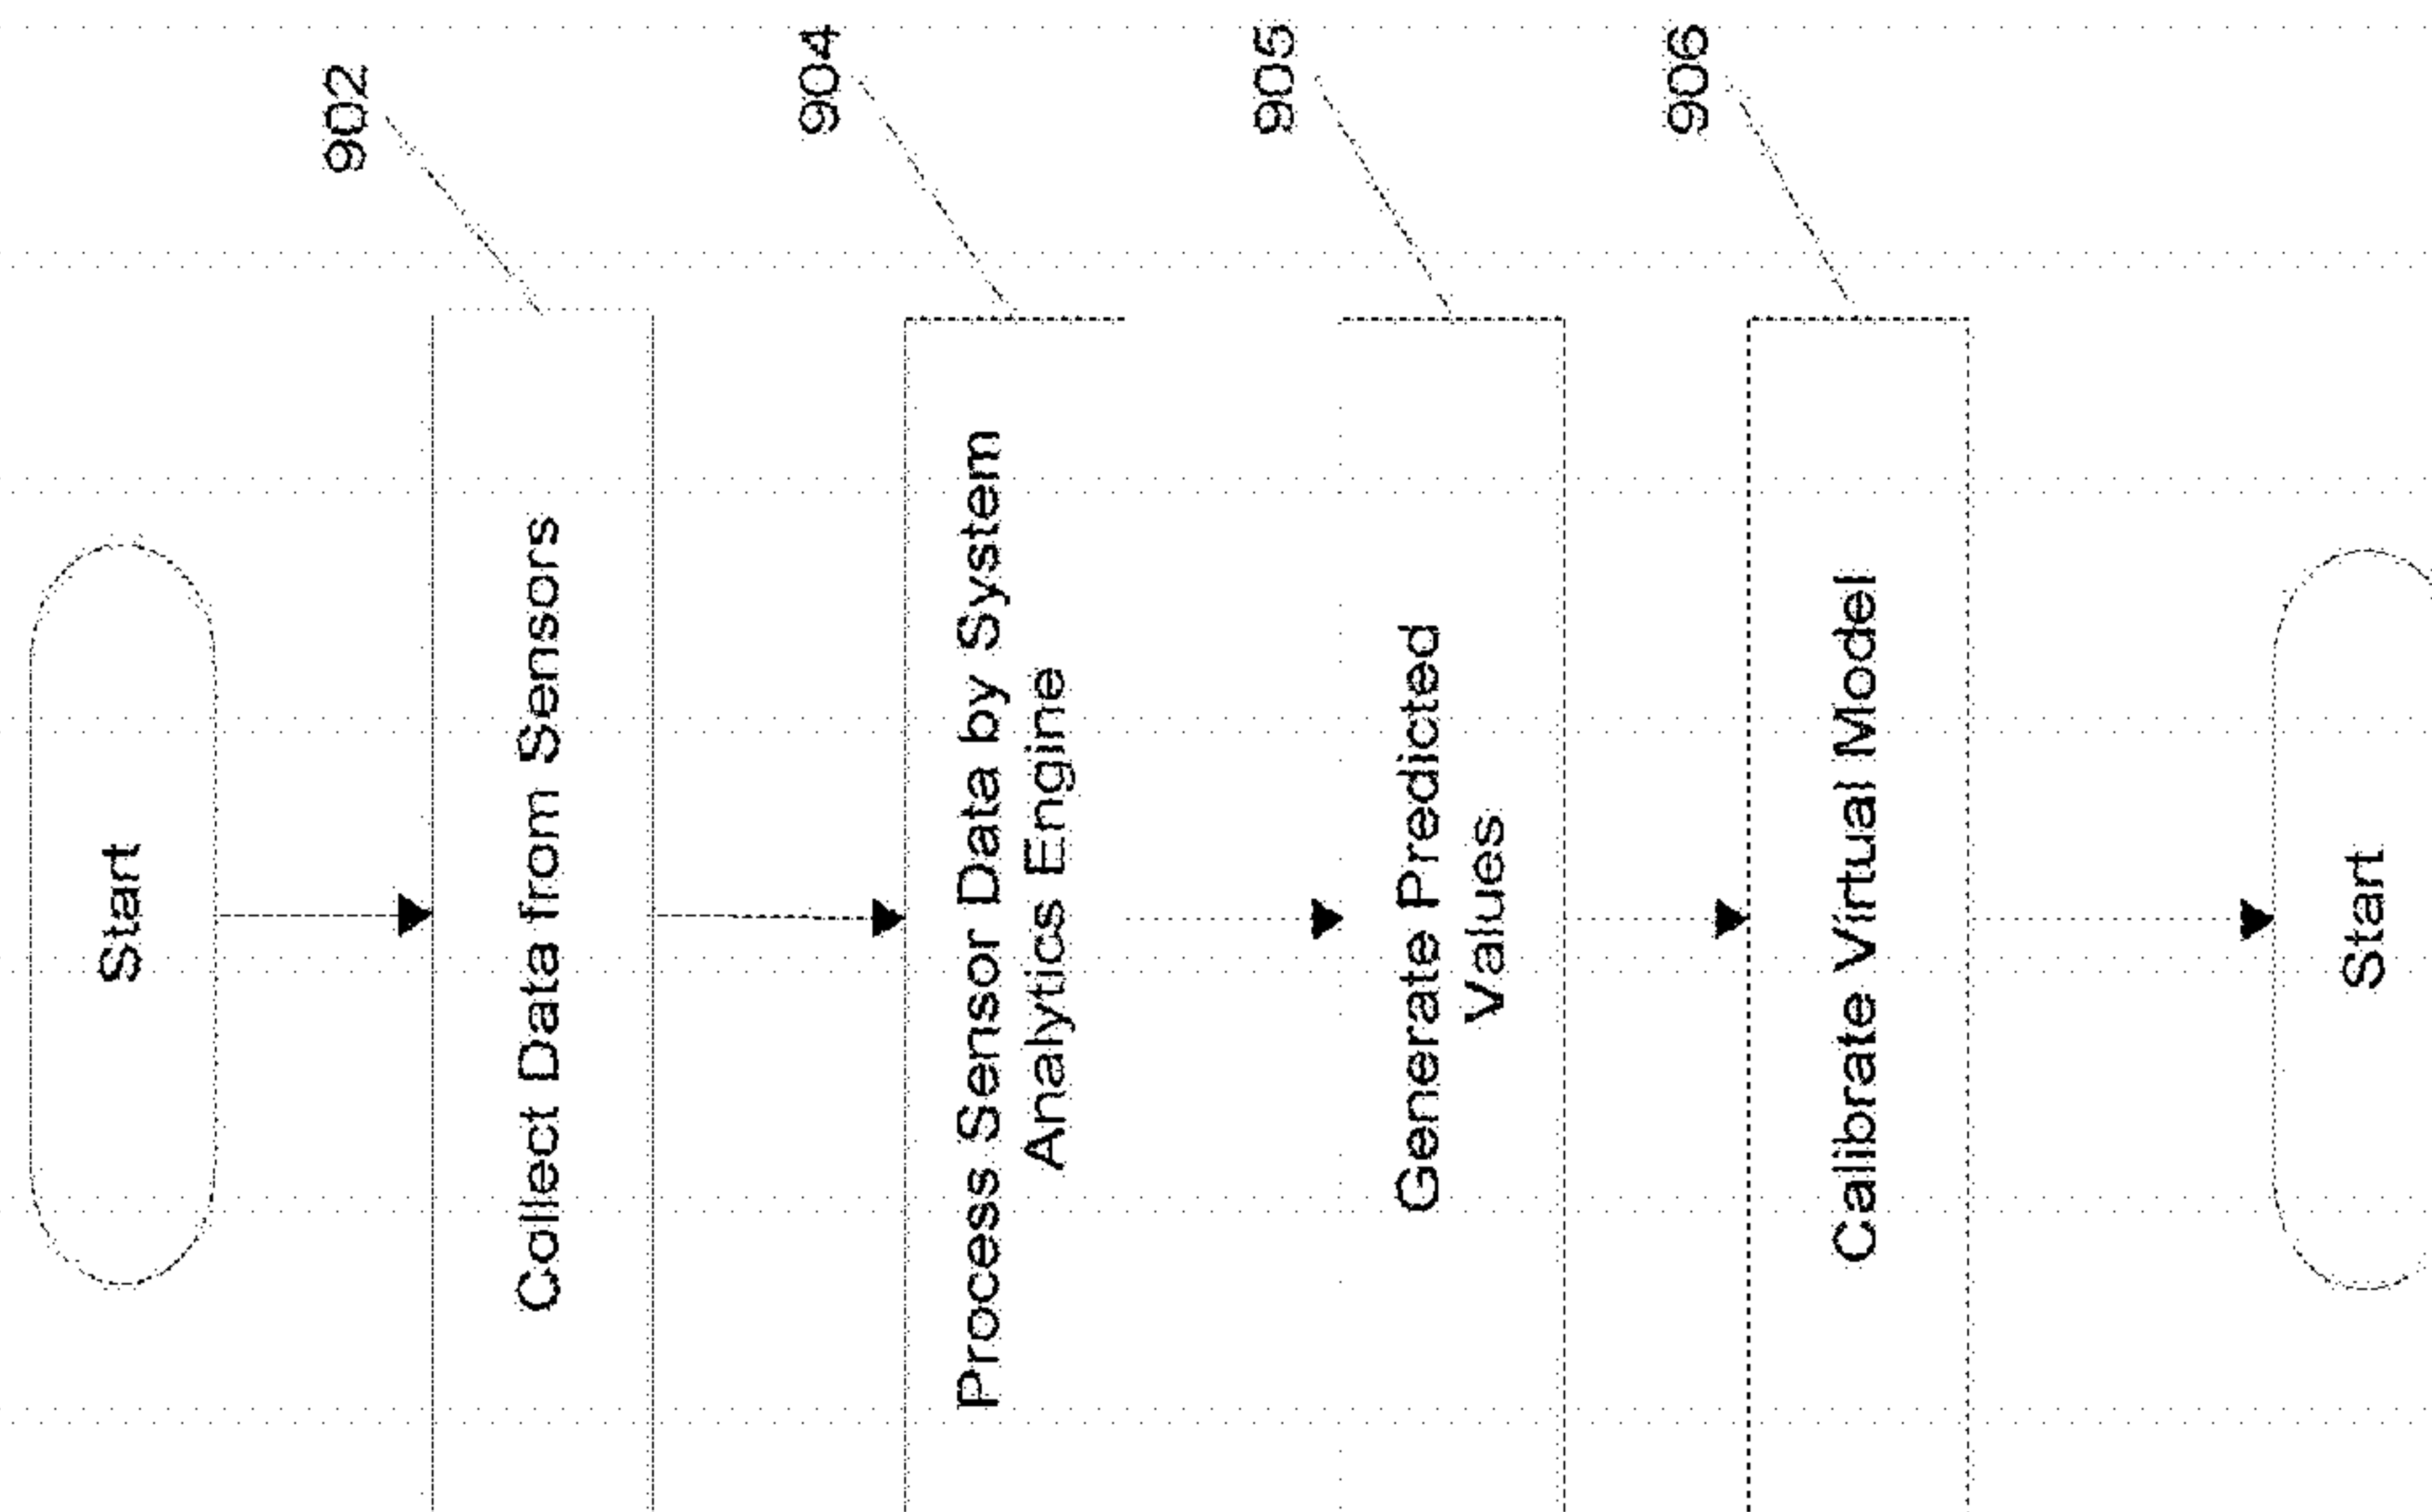 Start
902
Collect Data from Sensors
904
Process Sensor Data by System
Analytics Engine
905
Generate Predicted
Values
906
Calibrate Virtual Model
Start